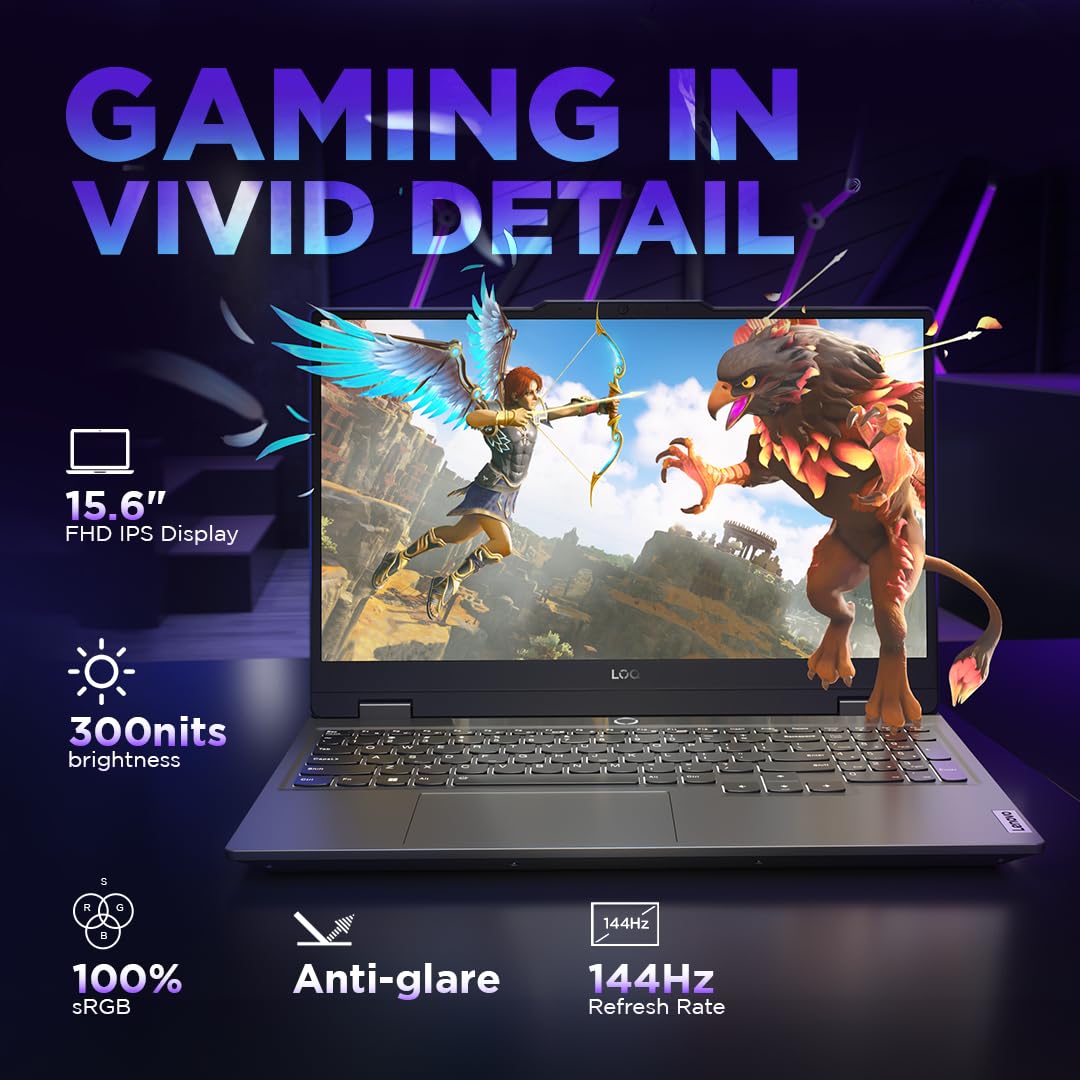 GAMING IN
VIVID DETAIL
15.6"
FHD IPS Display
LOQ
300nits
brightness
Lenovo
S
R G
B
100%
sRGB
Anti-glare
144Hz
144Hz
Refresh Rate